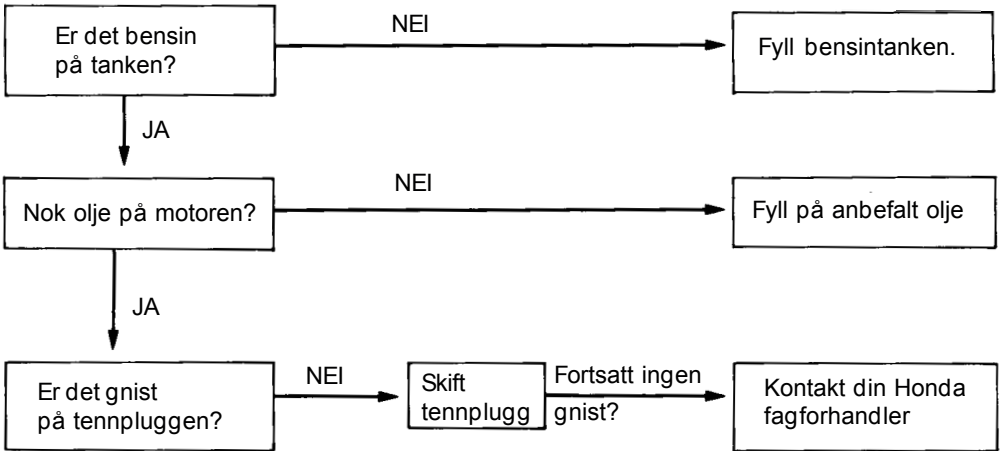 Er det bensin
på tanken?
NEI
Fyll bensintanken.
JA
Nok olje på motoren?
NEI
Fyll på anbefalt olje
JA
Er det gnist
på tennpluggen?
NEI
Skift
tennplugg
Fortsatt ingen
gnist?
Kontakt din Honda
fagforhandler